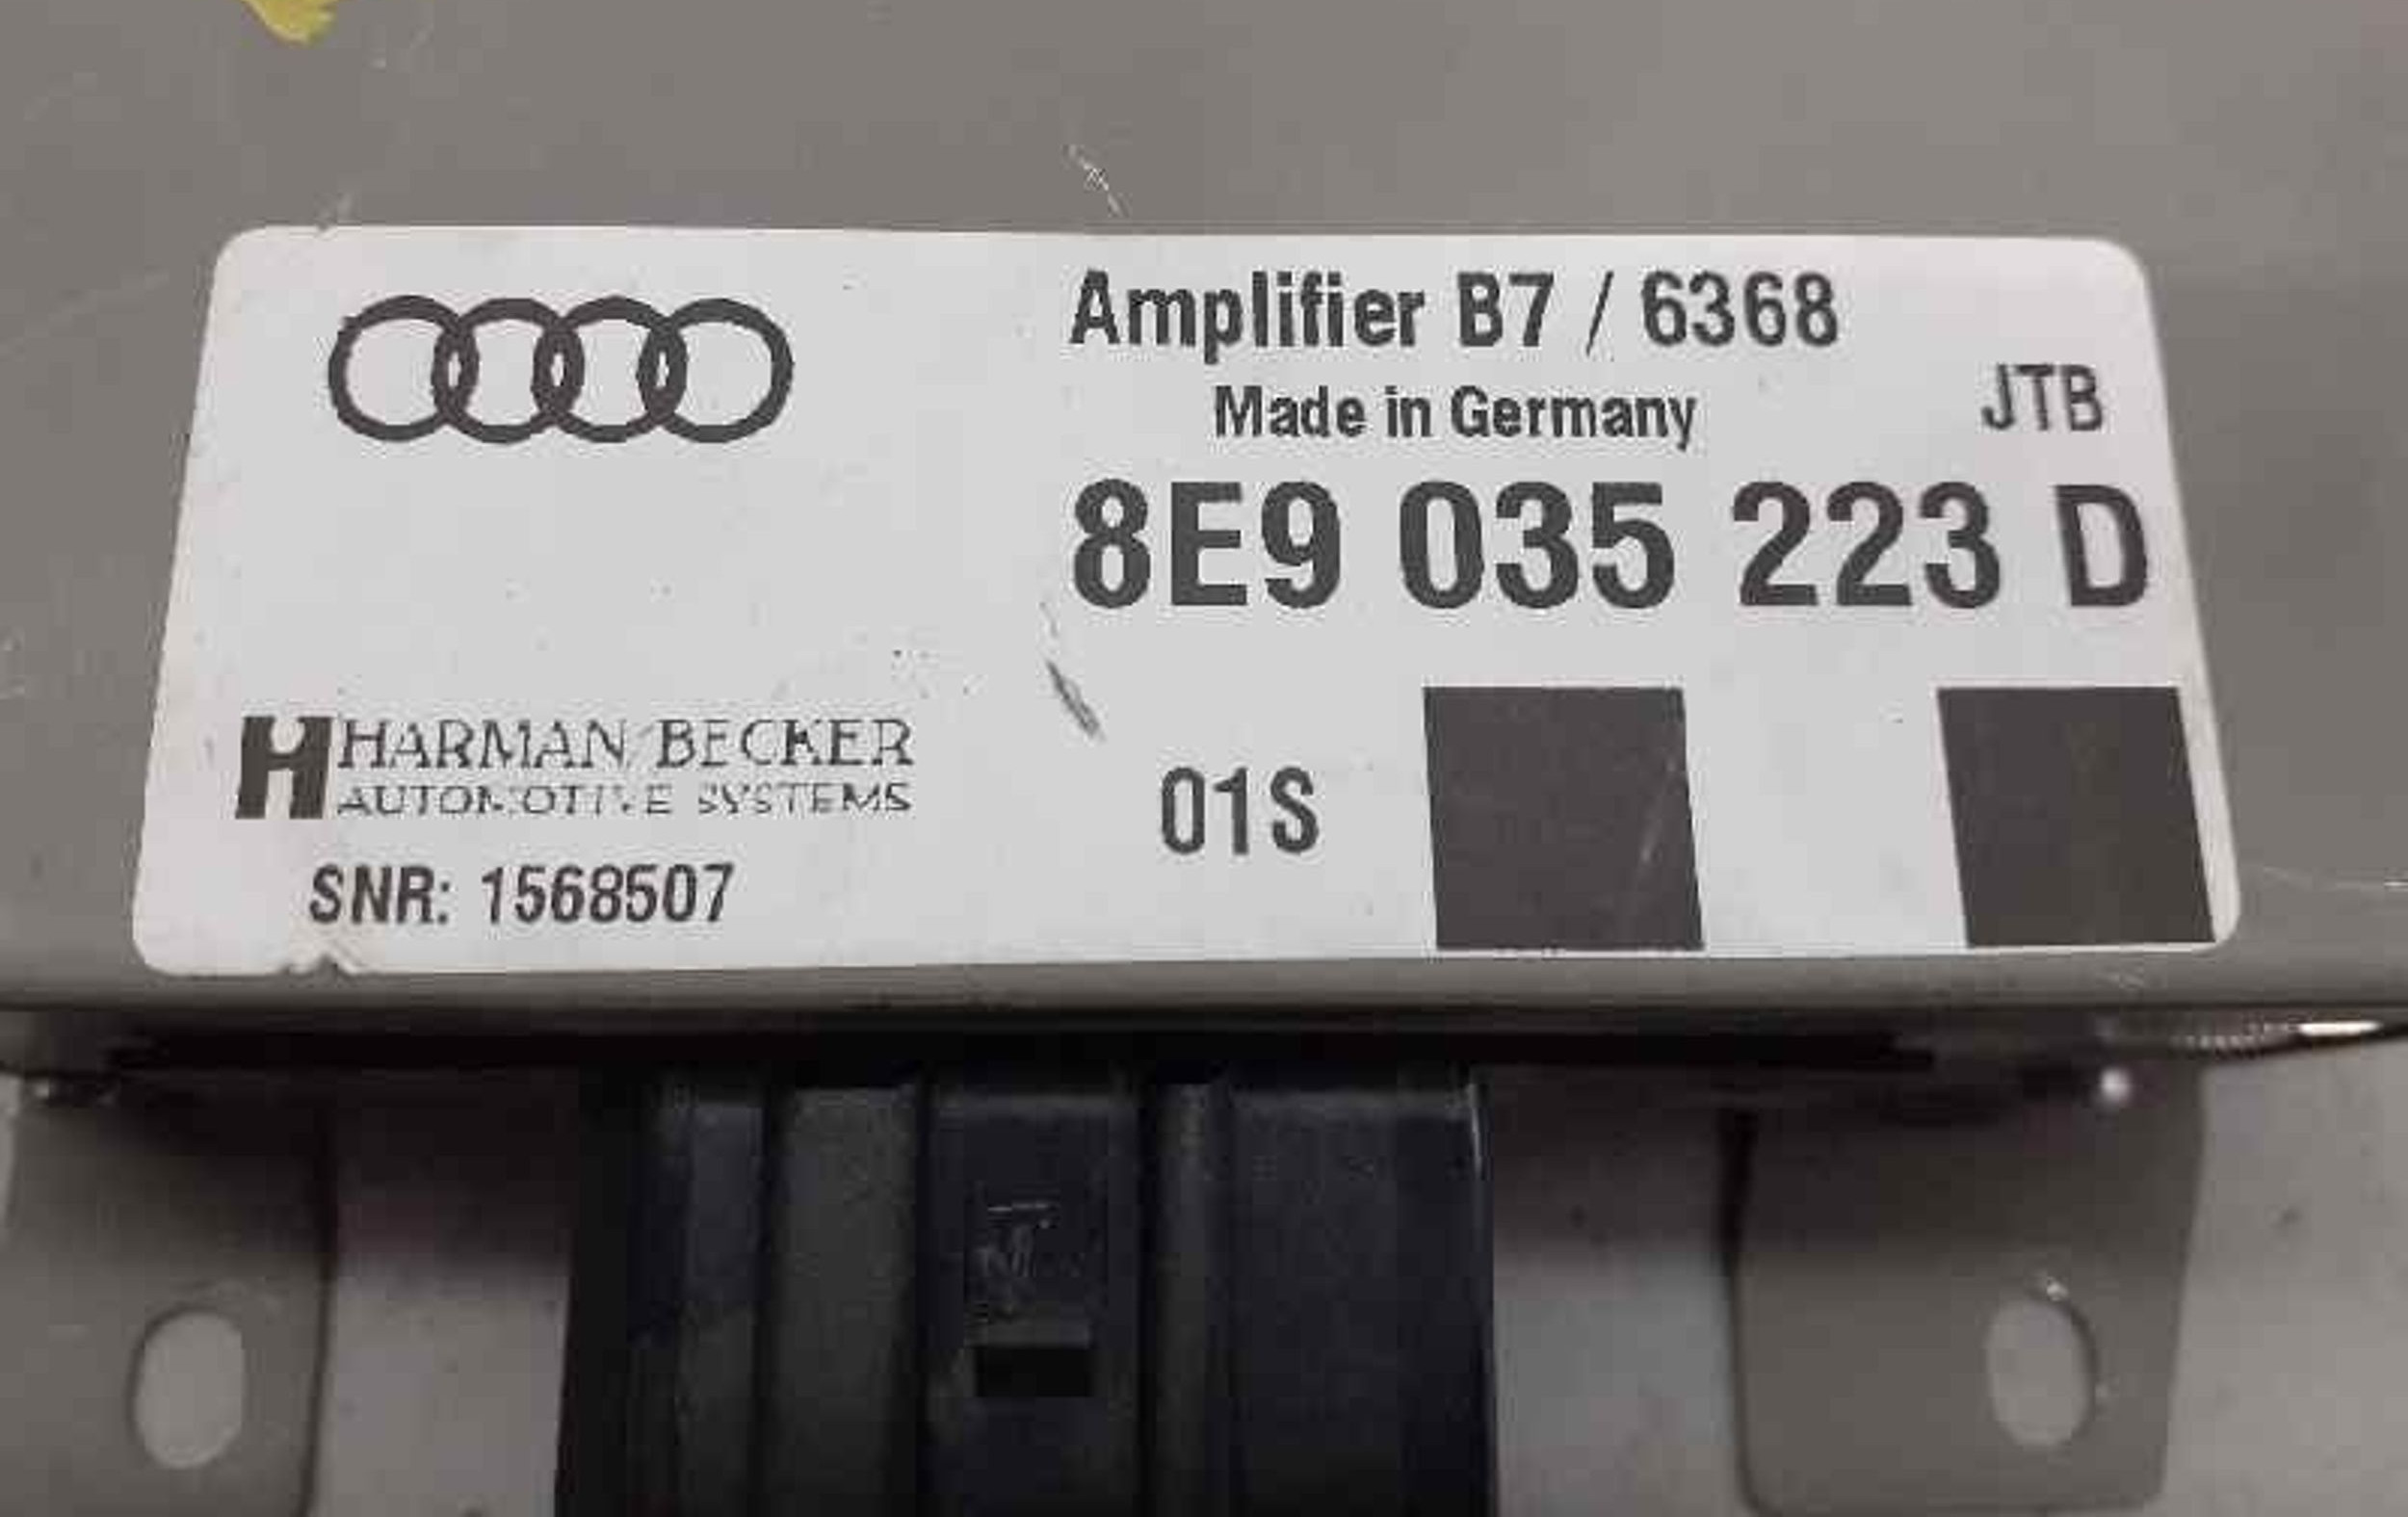 Amplifier B7 / 6368
Made in Germany
JTB
8E9 035 223 D
HARMAN/BECKER
AUTOMOTIVE SYSTEMS
01S
SNR: 1568507